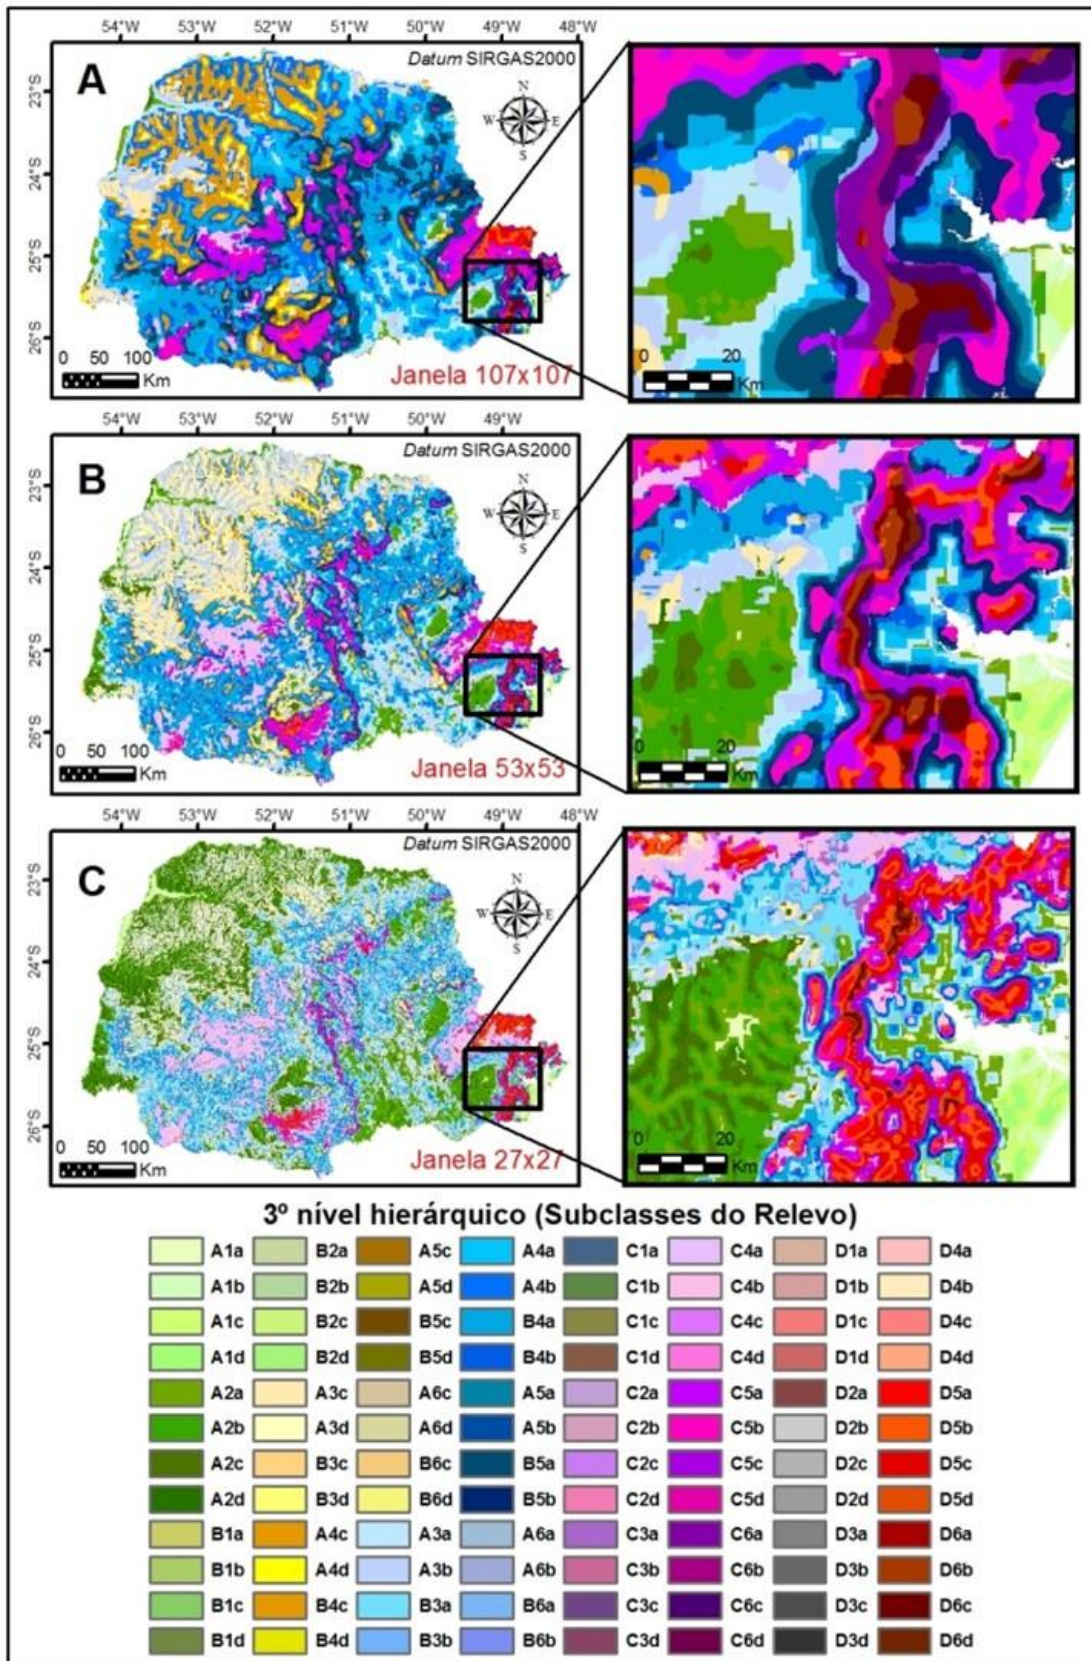 54°W 53°W 52°W 51°W 50°W 49°W 48°W
A
Datum SIRGAS2000
N
W E
S
23°S
24°S
25°S
26°S
0 50 100
Km
Janela 107x107
0 20
Km
54°W 53°W 52°W 51°W 50°W 49°W 48°W
B
Datum SIRGAS2000
N
W E
S
23°S
24°S
25°S
26°S
0 50 100
Km
Janela 53x53
0 20
Km
54°W 53°W 52°W 51°W 50°W 49°W 48°W
C
Datum SIRGAS2000
N
W E
S
23°S
24°S
25°S
26°S
0 50 100
Km
Janela 27x27
0 20
Km
3º nível hierárquico (Subclasses do Relevo)
A1a B2a A5c A4a C1a C4a D1a D4a
A1b B2b A5d A4b C1b C4b D1b D4b
A1c B2c B5c B4a C1c C4c D1c D4c
A1d B2d B5d B4b C1d C4d D1d D4d
A2a A3c A6c A5a C2a C5a D2a D5a
A2b A3d A6d A5b C2b C5b D2b D5b
A2c B3c B6c B5a C2c C5c D2c D5c
A2d B3d B6d B5b C2d C5d D2d D5d
B1a A4c A3a A6a C3a C6a D3a D6a
B1b A4d A3b A6b C3b C6b D3b D6b
B1c B4c B3a B6a C3c C6c D3c D6c
B1d B4d B3b B6b C3d C6d D3d D6d